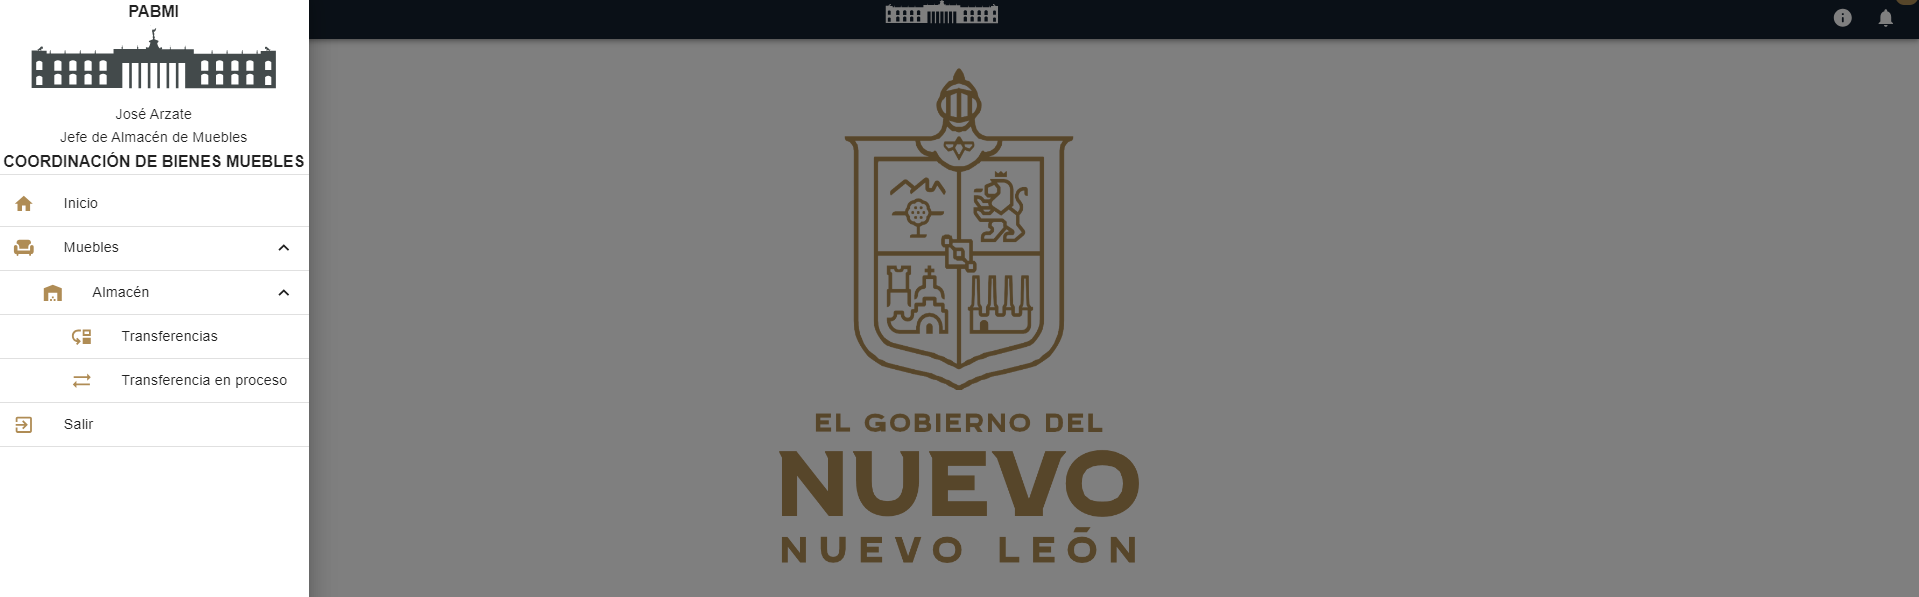 PABMI
José Arzate
Jefe de Almacén de Muebles
COORDINACIÓN DE BIENES MUEBLES
Inicio
Muebles
Almacén
Transferencias
Transferencia en proceso
Salir
EL GOBIERNO DEL
NUEVO
NUEVO LEÓN